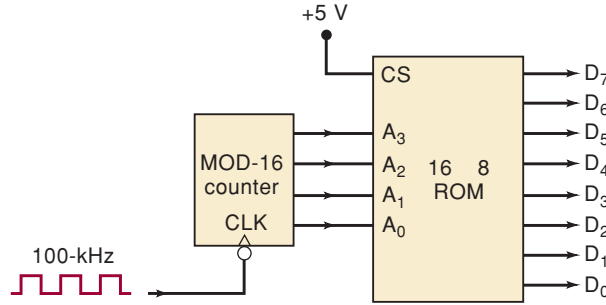 +5 V
CS
D₇
D₆
MOD-16
counter
CLK
A₃
A₂
A₁
A₀
16 8
ROM
D₅
D₄
D₃
D₂
D₁
D₀
100-kHz